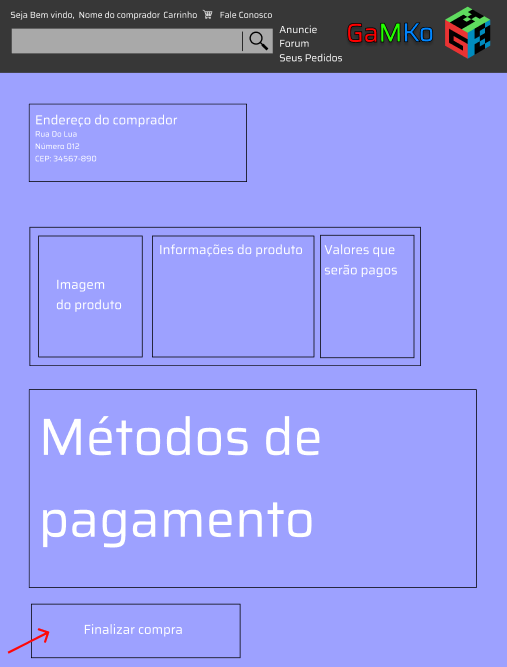 Seja Bem vindo, Nome do comprador Carrinho Fale Conosco
Anuncie
Forum
Seus Pedidos
GaMKo
Endereço do comprador
Rua Oo Lua
Número 012
CEP: 34567-890
Imagem
do produto
Informações do produto
Valores que
serão pagos
Métodos de
pagamento
Finalizar compra